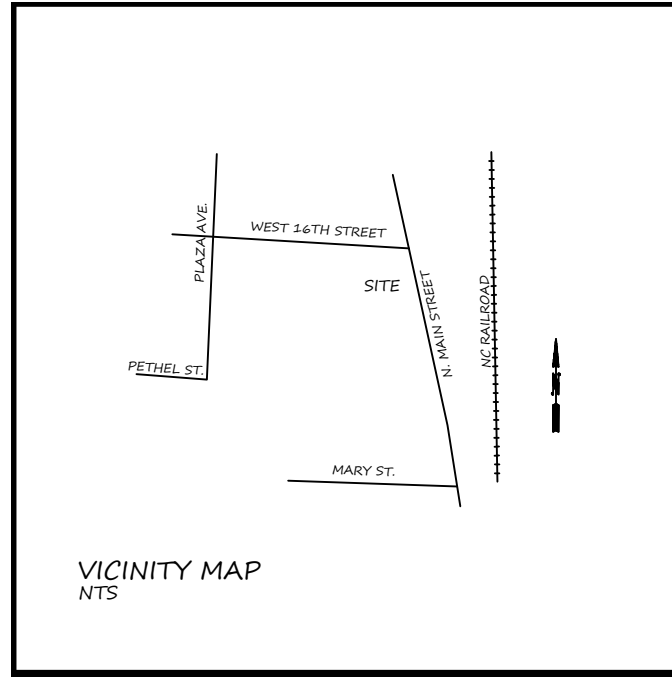 PLAZA AVE.
WEST 16TH STREET
SITE
N. MAIN STREET
NC RAILROAD
PETHEL ST.
MARY ST.
VICINITY MAP
NTS